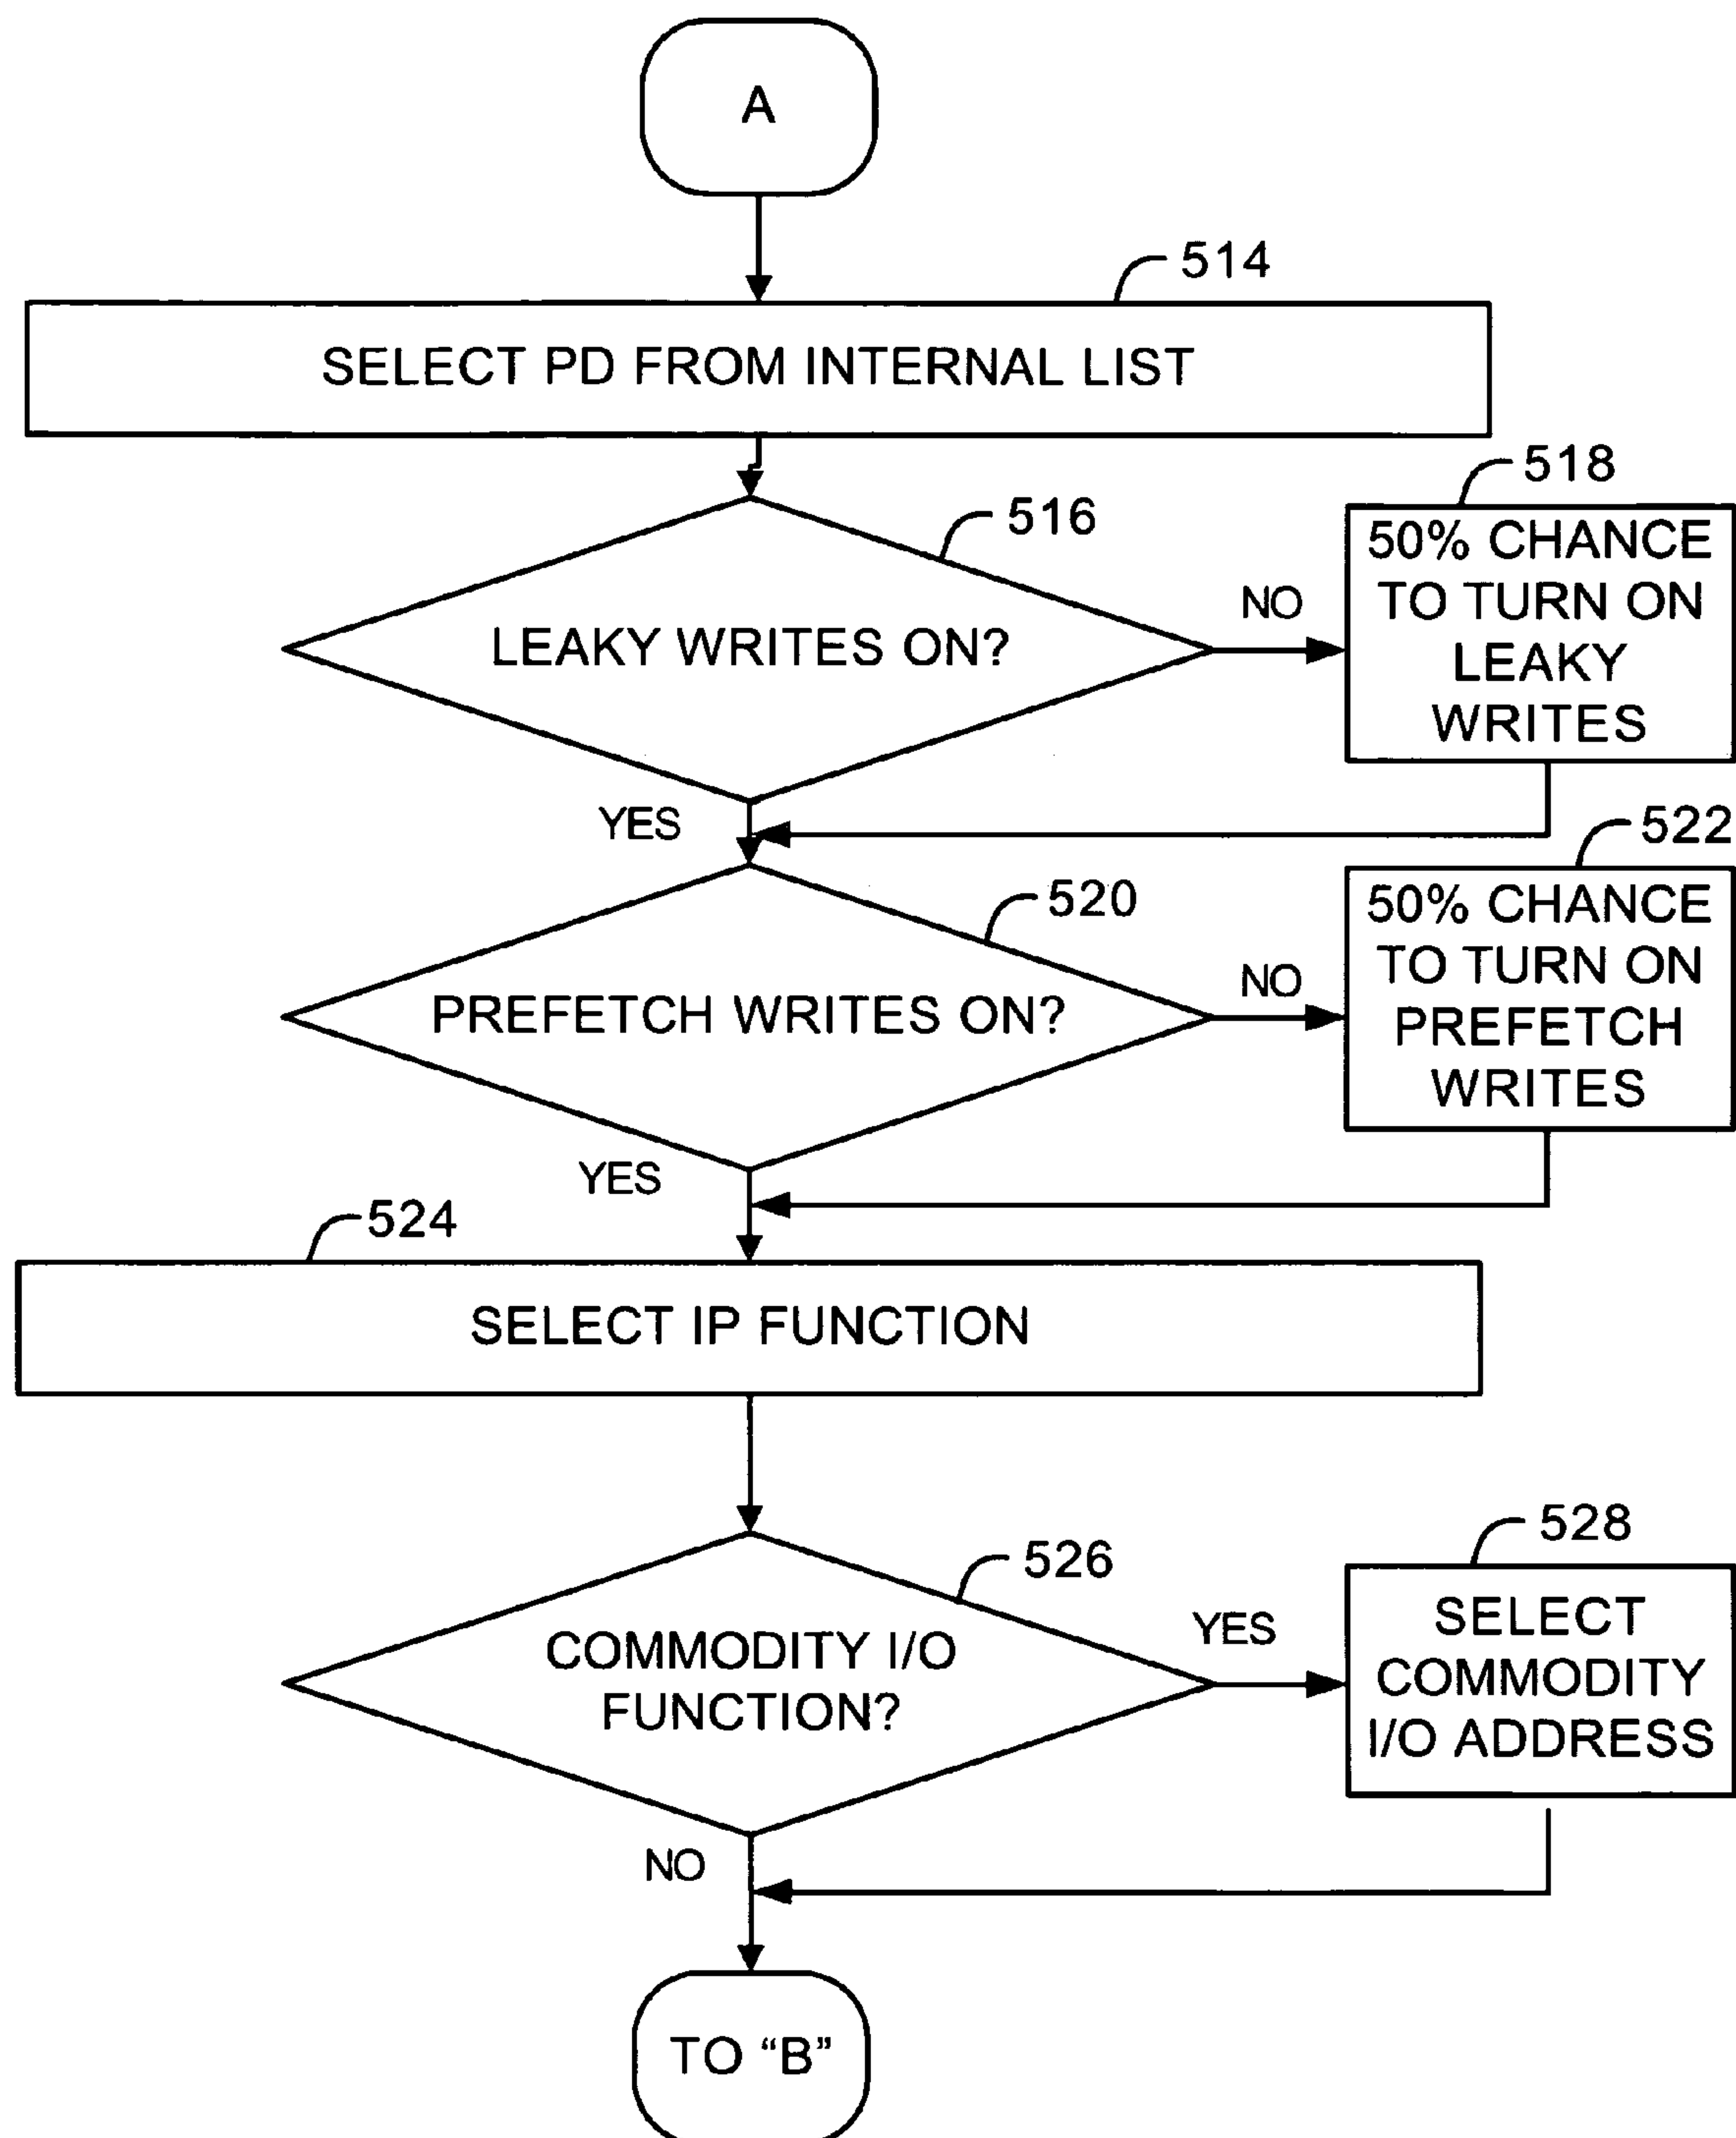 A
514
SELECT PD FROM INTERNAL LIST
518
516
50% CHANCE
TO TURN ON
LEAKY
WRITES
NO
LEAKY WRITES ON?
YES
522
520
50% CHANCE
TO TURN ON
PREFETCH
WRITES
NO
PREFETCH WRITES ON?
YES
524
SELECT IP FUNCTION
528
526
YES
SELECT
COMMODITY
I/O ADDRESS
COMMODITY I/O
FUNCTION?
NO
TO “B”